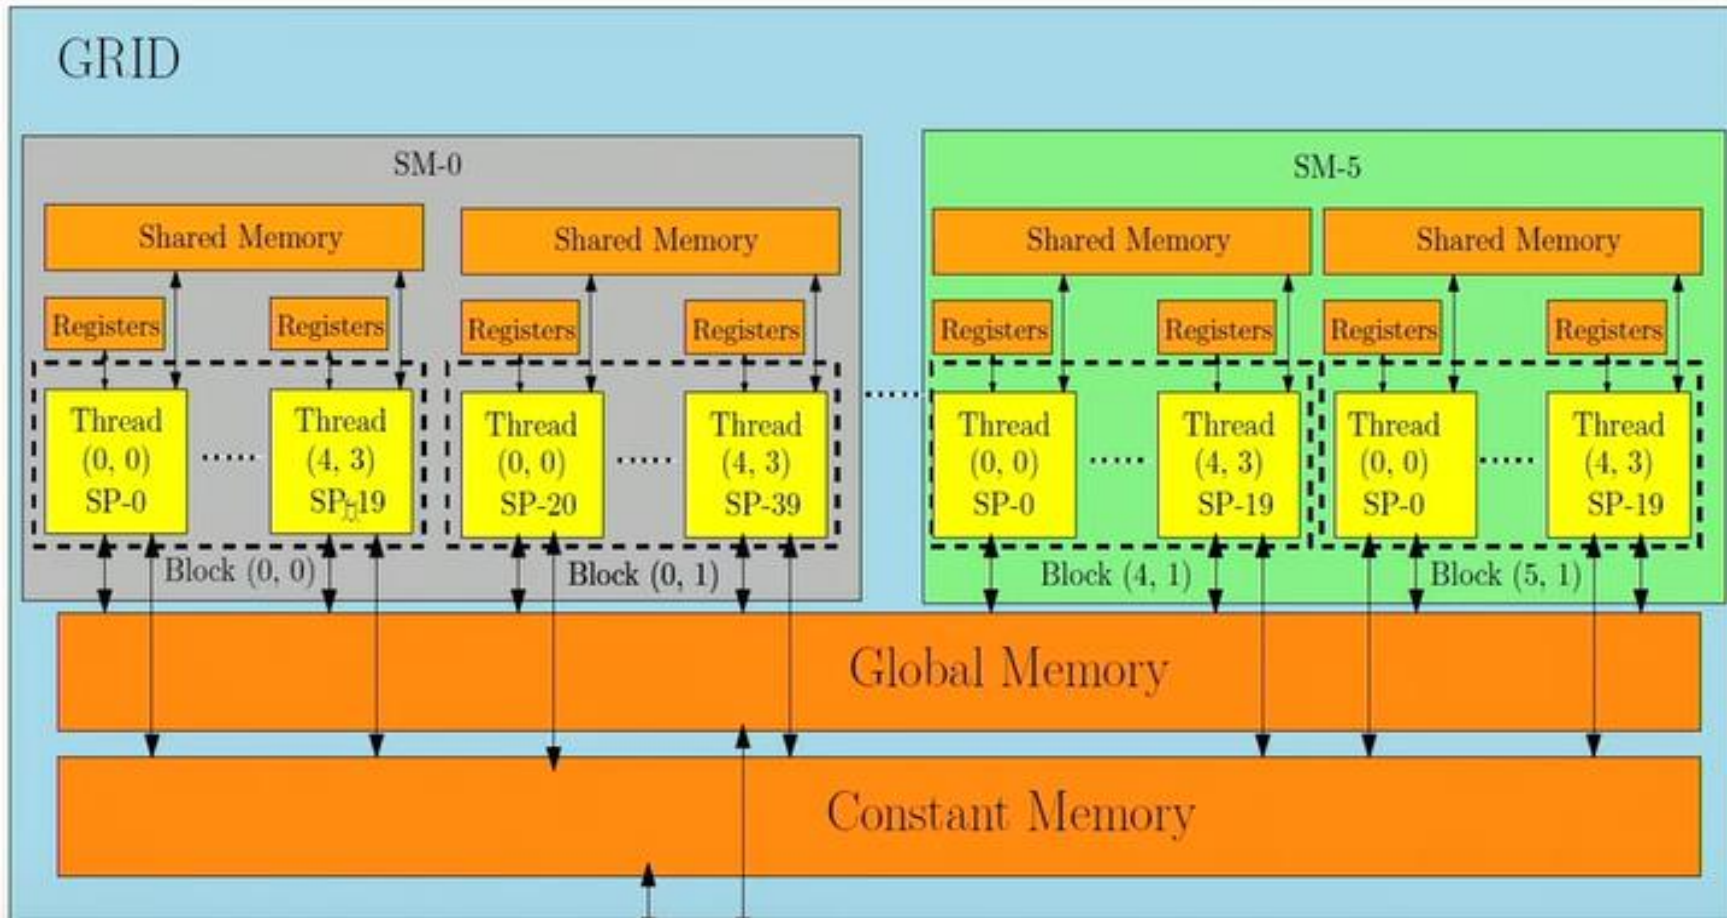 GRID
SM-0
Shared Memory
Shared Memory
Registers
Registers
Registers
Registers
Thread
(0, 0)
SP-0
Thread
(4, 3)
SP-19
Thread
(0, 0)
SP-20
Thread
(4, 3)
SP-39
Block (0, 0)
Block (0, 1)
SM-5
Shared Memory
Shared Memory
Registers
Registers
Registers
Registers
Thread
(0, 0)
SP-0
Thread
(4, 3)
SP-19
Thread
(0, 0)
SP-0
Thread
(4, 3)
SP-19
Block (4, 1)
Block (5, 1)
Global Memory
Constant Memory